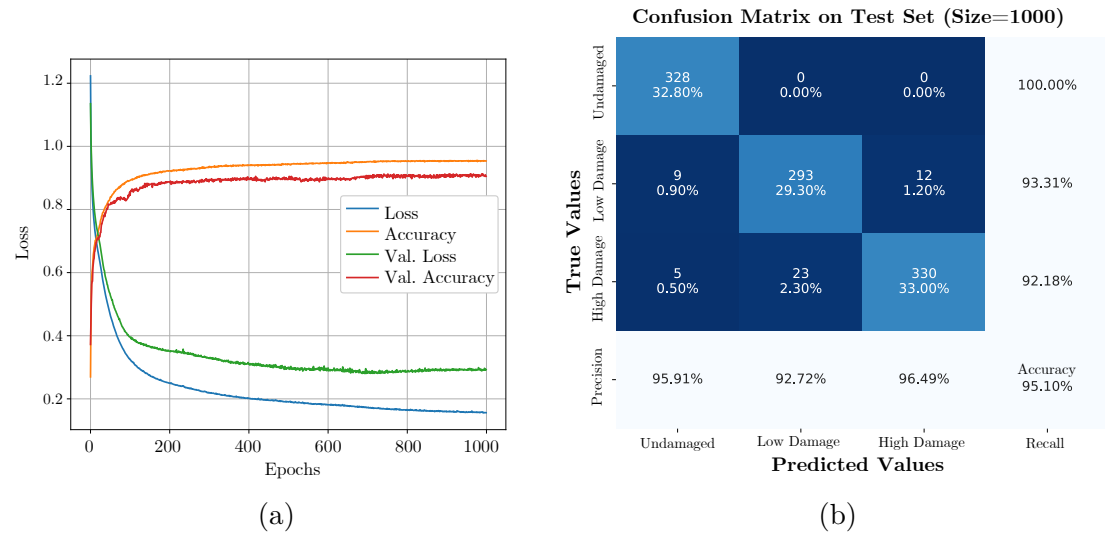 1.2
1.0
0.8
0.6
0.4
0.2
Loss
0
200
400
600
800
1000
Epochs
Loss
Accuracy
Val. Loss
Val. Accuracy
(a)
Confusion Matrix on Test Set (Size=1000)
True Values
Undamaged
328
32.80%
0
0.00%
0
0.00%
100.00%
Low Damage
9
0.90%
293
29.30%
12
1.20%
93.31%
High Damage
5
0.50%
23
2.30%
330
33.00%
92.18%
Precision
95.91%
92.72%
96.49%
Accuracy
95.10%
Undamaged
Low Damage
High Damage
Recall
Predicted Values
(b)